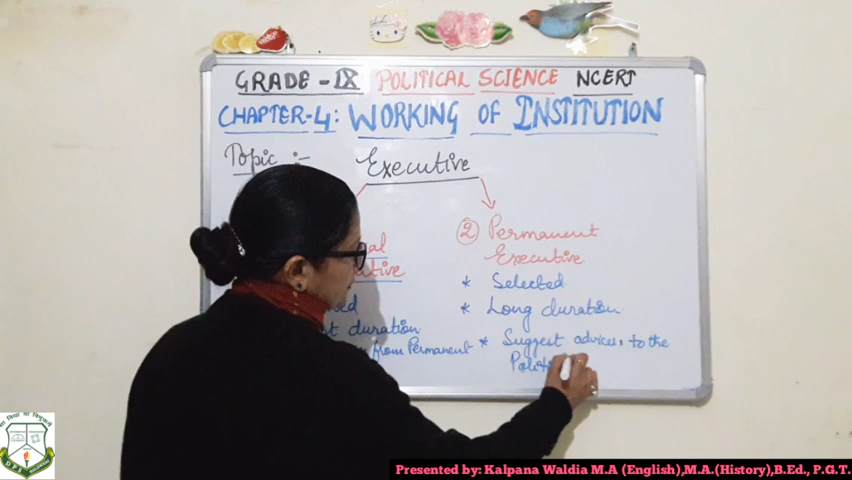 GRADE - IX POLITICAL SCIENCE NCERT
CHAPTER-4: WORKING OF INSTITUTION
Topic :- Executive
② Permanent
Executive
* Selected
* Long duration
duration
from Permanent
* Suggest advices to the
Presented by: Kalpana Waldia M.A (English),M.A.(History),B.Ed., P.G.T.